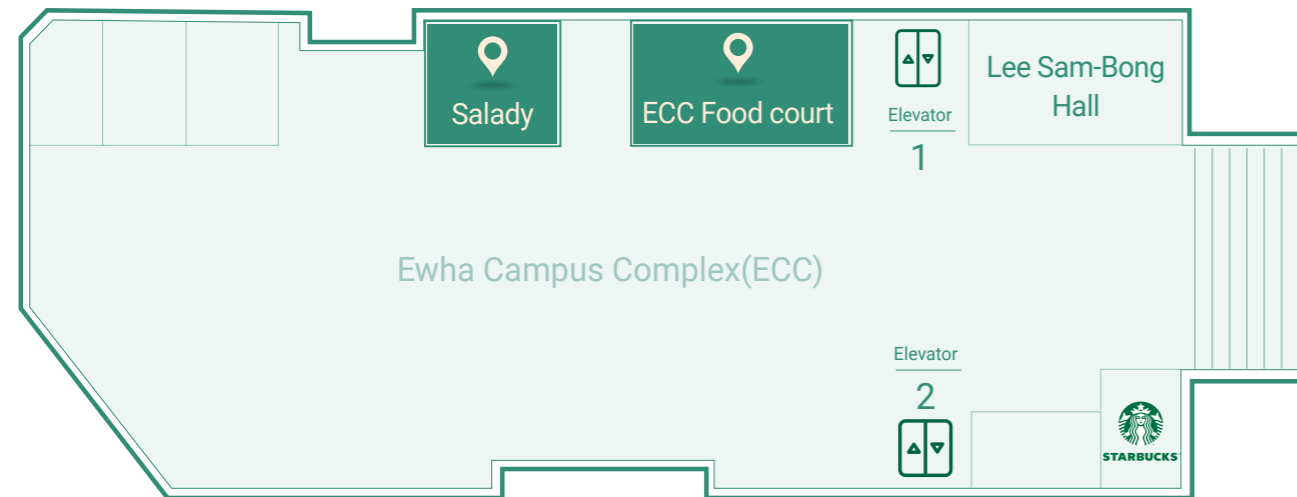 Salady
ECC Food court
Elevator
1
Lee Sam-Bong
Hall
Ewha Campus Complex(ECC)
Elevator
2
STARBUCKS